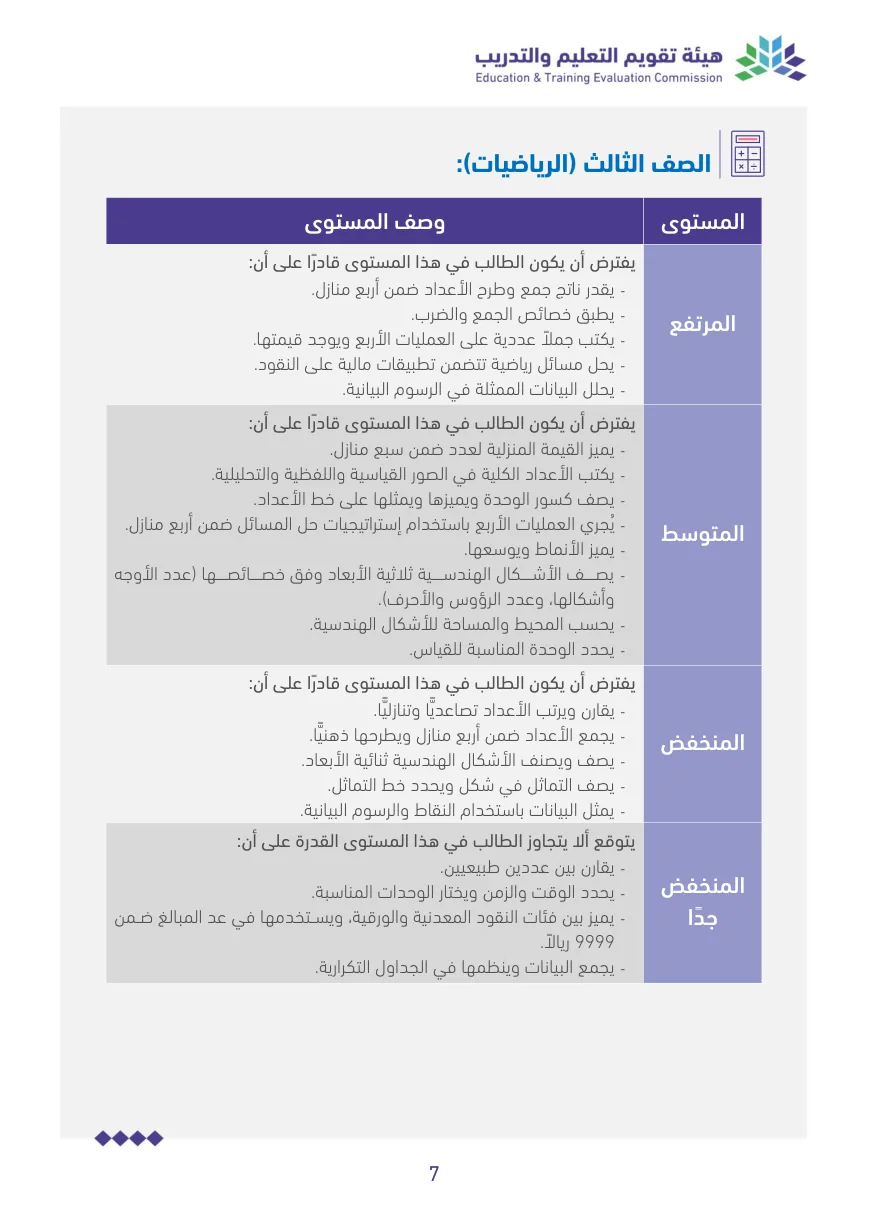 هيئة تقويم التعليم والتدريب
Education & Training Evaluation Commission
الصف الثالث (الرياضيات):
المستوى
وصف المستوى
المرتفع
يفترض أن يكون الطالب في هذا المستوى قادرًا على أن:
- يقدر ناتج جمع وطرح الأعداد ضمن أربع منازل.
- يطبق خصائص الجمع والضرب.
- يكتب جملاً عددية على العمليات الأربع ويوجد قيمتها.
- يحل مسائل رياضية تتضمن تطبيقات مالية على النقود.
- يحلل البيانات الممثلة في الرسوم البيانية.
المتوسط
يفترض أن يكون الطالب في هذا المستوى قادرًا على أن:
- يميز القيمة المنزلية لعدد ضمن سبع منازل.
- يكتب الأعداد الكلية في الصور القياسية واللفظية والتحليلية.
- يصف كسور الوحدة ويميزها ويمثلها على خط الأعداد.
- يُجري العمليات الأربع باستخدام إستراتيجيات حل المسائل ضمن أربع منازل.
- يميز الأنماط ويوسعها.
- يصـــف الأشـــكال الهندســـية ثلاثية الأبعاد وفق خصـــائصـــها (عدد الأوجه
وأشكالها، وعدد الرؤوس والأحرف).
- يحسب المحيط والمساحة للأشكال الهندسية.
- يحدد الوحدة المناسبة للقياس.
المنخفض
يفترض أن يكون الطالب في هذا المستوى قادرًا على أن:
- يقارن ويرتب الأعداد تصاعديًّا وتنازليًّا.
- يجمع الأعداد ضمن أربع منازل ويطرحها ذهنيًّا.
- يصف ويصنف الأشكال الهندسية ثنائية الأبعاد.
- يصف التماثل في شكل ويحدد خط التماثل.
- يمثل البيانات باستخدام النقاط والرسوم البيانية.
المنخفض
جدًا
يتوقع ألا يتجاوز الطالب في هذا المستوى القدرة على أن:
- يقارن بين عددين طبيعيين.
- يحدد الوقت والزمن ويختار الوحدات المناسبة.
- يميز بين فئات النقود المعدنية والورقية، ويسـتخدمها في عد المبالغ ضـمن
9999 ريالاً.
- يجمع البيانات وينظمها في الجداول التكرارية.
7